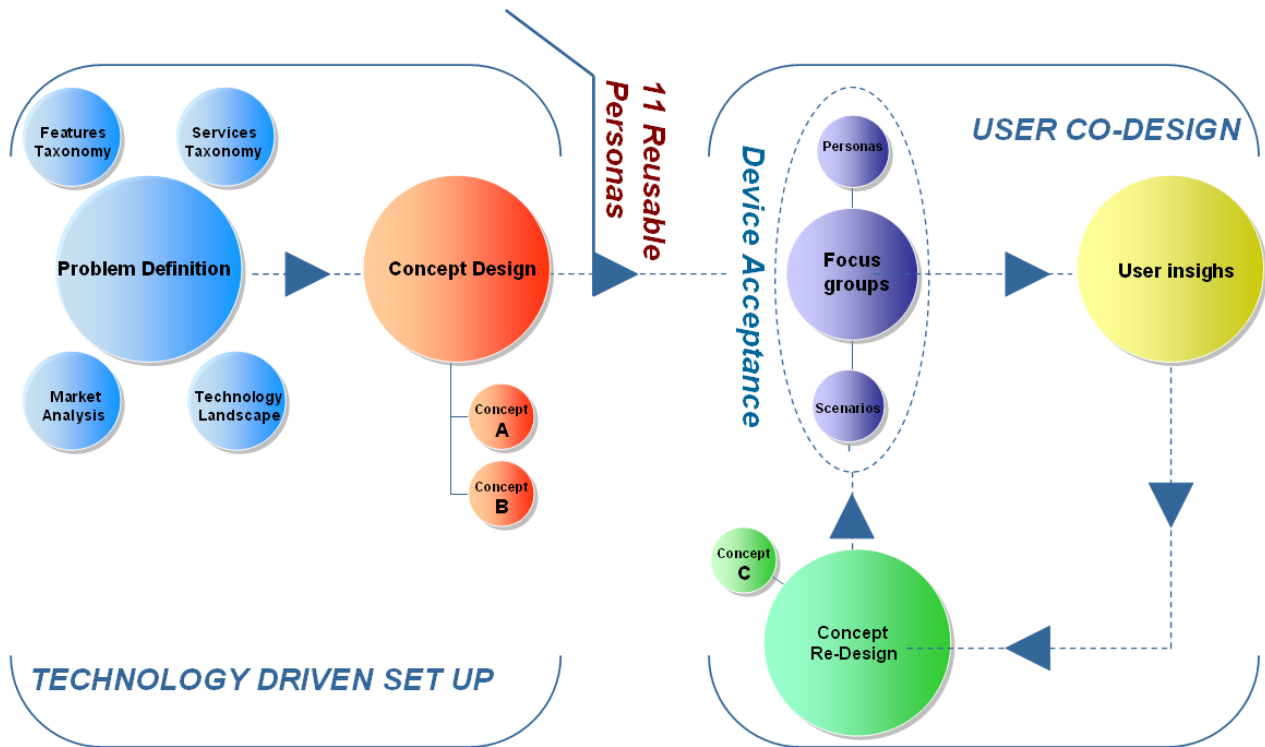 Features
Taxonomy
Services
Taxonomy
Problem Definition
Market
Analysis
Technology
Landscape
TECHNOLOGY DRIVEN SET UP
Concept Design
Concept
A
Concept
B
11 Reusable
Personas
Device Acceptance
USER CO-DESIGN
Personas
Focus
groups
Scenarios
User insighs
Concept
C
Concept
Re-Design